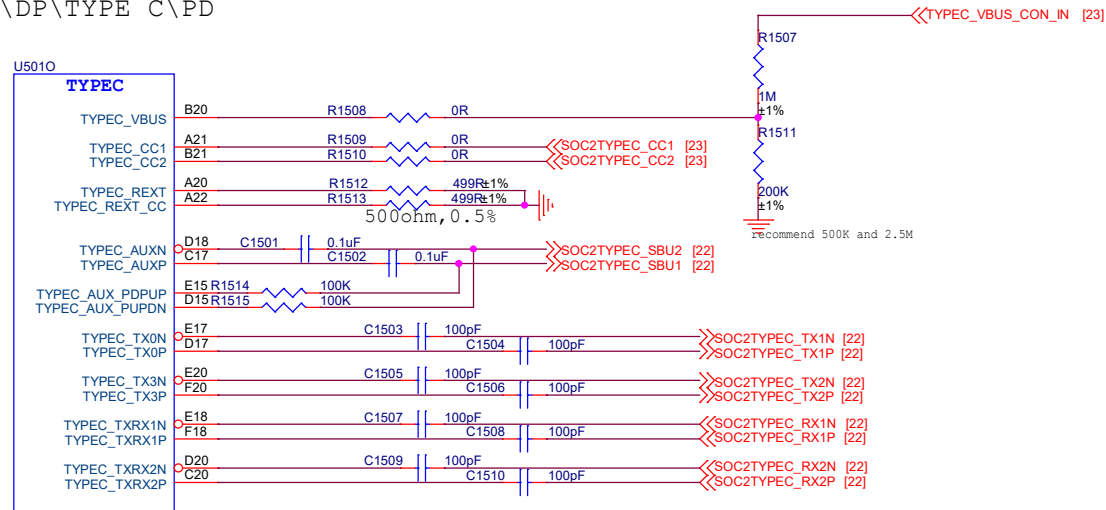 \DP\TYPE C\PD
TYPEC_VBUS_CON_IN [23]
R1507
1M
±1%
U501O
TYPEC
TYPEC_VBUS B20 R1508 0R
R1511
200K
±1%
recommend 500K and 2.5M
TYPEC_CC1 A21 R1509 0R SOC2TYPEC_CC1 [23]
TYPEC_CC2 B21 R1510 0R SOC2TYPEC_CC2 [23]
TYPEC_REXT A20 R1512 499R±1%
TYPEC_REXT_CC A22 R1513 499R±1%
500ohm,0.5%
TYPEC_AUXN D18 C1501 0.1uF SOC2TYPEC_SBU2 [22]
TYPEC_AUXP C17 C1502 0.1uF SOC2TYPEC_SBU1 [22]
TYPEC_AUX_PDPUP E15 R1514 100K
TYPEC_AUX_PUPDN D15 R1515 100K
TYPEC_TX0N E17 C1503 100pF SOC2TYPEC_TX1N [22]
TYPEC_TX0P D17 C1504 100pF SOC2TYPEC_TX1P [22]
TYPEC_TX3N E20 C1505 100pF SOC2TYPEC_TX2N [22]
TYPEC_TX3P F20 C1506 100pF SOC2TYPEC_TX2P [22]
TYPEC_TXRX1N E18 C1507 100pF SOC2TYPEC_RX1N [22]
TYPEC_TXRX1P F18 C1508 100pF SOC2TYPEC_RX1P [22]
TYPEC_TXRX2N D20 C1509 100pF SOC2TYPEC_RX2N [22]
TYPEC_TXRX2P C20 C1510 100pF SOC2TYPEC_RX2P [22]